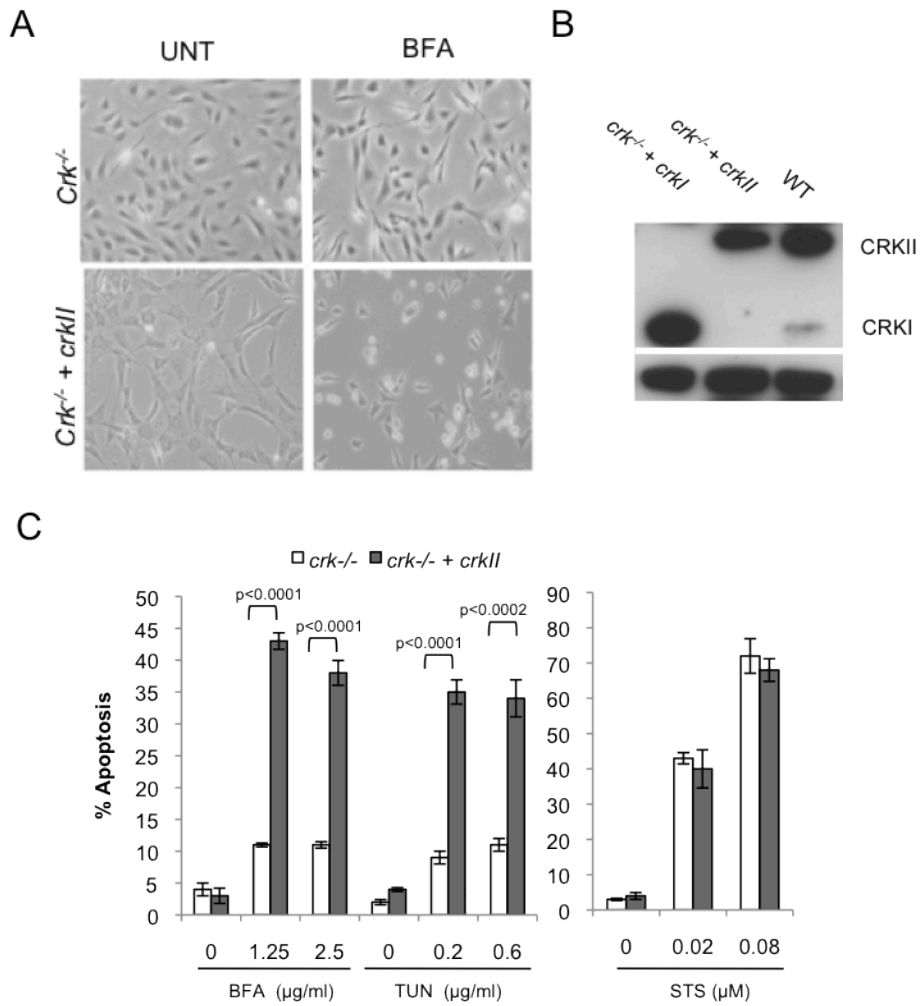 A
UNT BFA
Crk-/-
Crk-/- + crkII
B
crk-/- + crkI
crk-/- + crkII
WT
CRKII
CRKI
C
crk-/- crk-/- + crkII
% Apoptosis
50
45
40
35
30
25
20
15
10
5
0
p<0.0001
p<0.0001
p<0.0001
p<0.0002
0 1.25 2.5 0 0.2 0.6
BFA (µg/ml) TUN (µg/ml)
90
80
70
60
50
40
30
20
10
0
0 0.02 0.08
STS (µM)